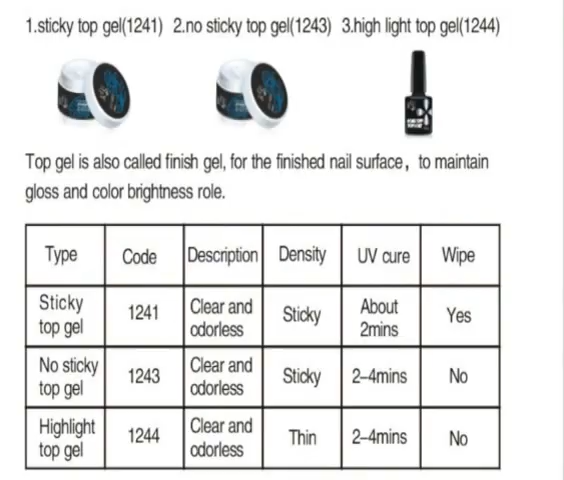 1.sticky top gel(1241) 2.no sticky top gel(1243) 3.high light top gel(1244)
Top gel is also called finish gel, for the finished nail surface, to maintain
gloss and color brightness role.
Type Code Description Density UV cure Wipe
Sticky top gel 1241 Clear and odorless Sticky About 2mins Yes
No sticky top gel 1243 Clear and odorless Sticky 2–4mins No
Highlight top gel 1244 Clear and odorless Thin 2–4mins No